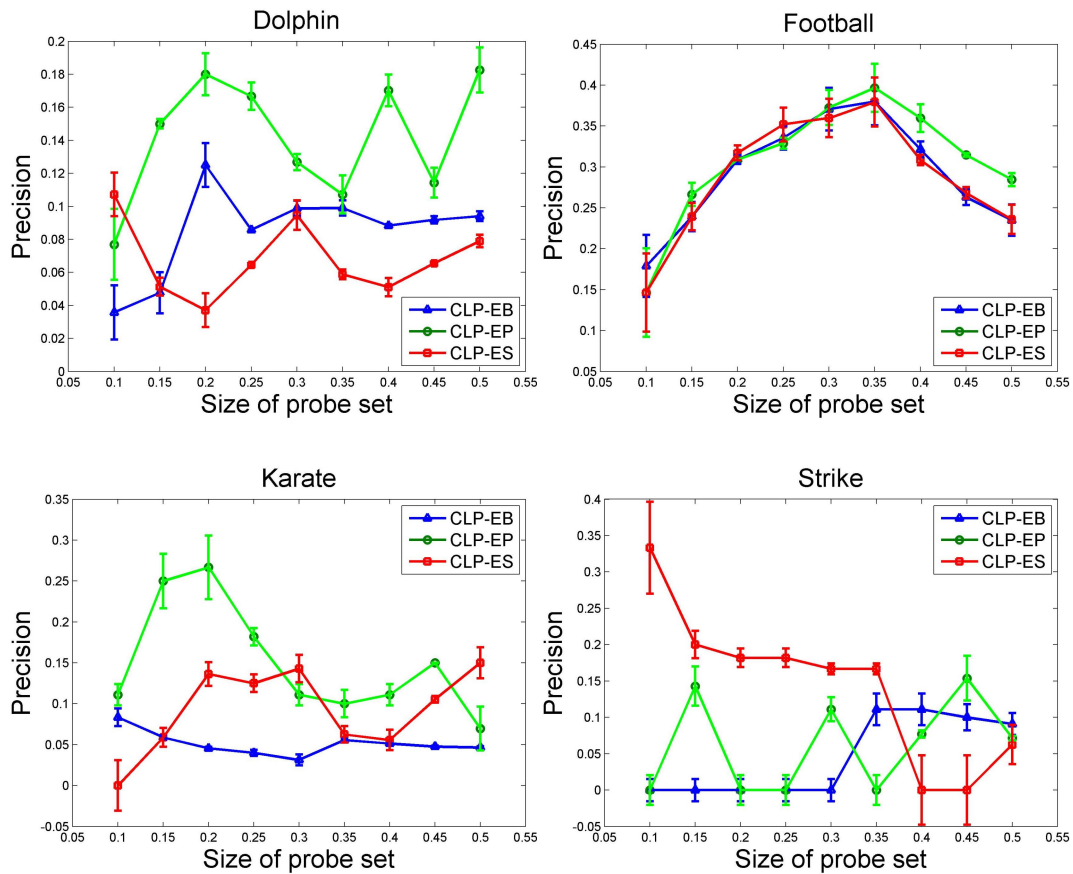 Dolphin
Precision
0.2
0.18
0.16
0.14
0.12
0.1
0.08
0.06
0.04
0.02
0
0.05 0.1 0.15 0.2 0.25 0.3 0.35 0.4 0.45 0.5 0.55
Size of probe set
CLP-EB
CLP-EP
CLP-ES
Football
Precision
0.45
0.4
0.35
0.3
0.25
0.2
0.15
0.1
0.05
0.05 0.1 0.15 0.2 0.25 0.3 0.35 0.4 0.45 0.5 0.55
Size of probe set
CLP-EB
CLP-EP
CLP-ES
Karate
Precision
0.35
0.3
0.25
0.2
0.15
0.1
0.05
0
-0.05
0.1 0.15 0.2 0.25 0.3 0.35 0.4 0.45 0.5 0.55
Size of probe set
CLP-EB
CLP-EP
CLP-ES
Strike
Precision
0.4
0.35
0.3
0.25
0.2
0.15
0.1
0.05
0
-0.05
0.1 0.15 0.2 0.25 0.3 0.35 0.4 0.45 0.5 0.55
Size of probe set
CLP-EB
CLP-EP
CLP-ES